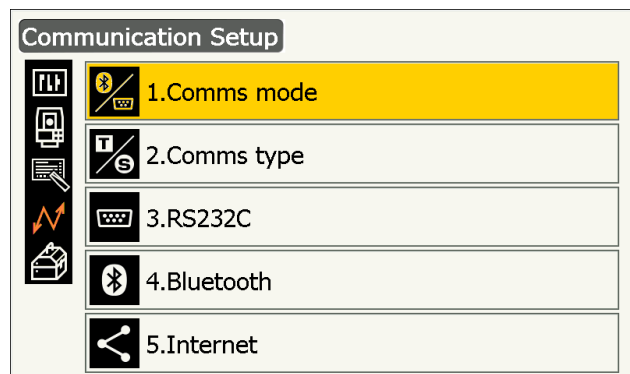 Communication Setup
1.Comms mode
T
S
2.Comms type
3.RS232C
4.Bluetooth
5.Internet